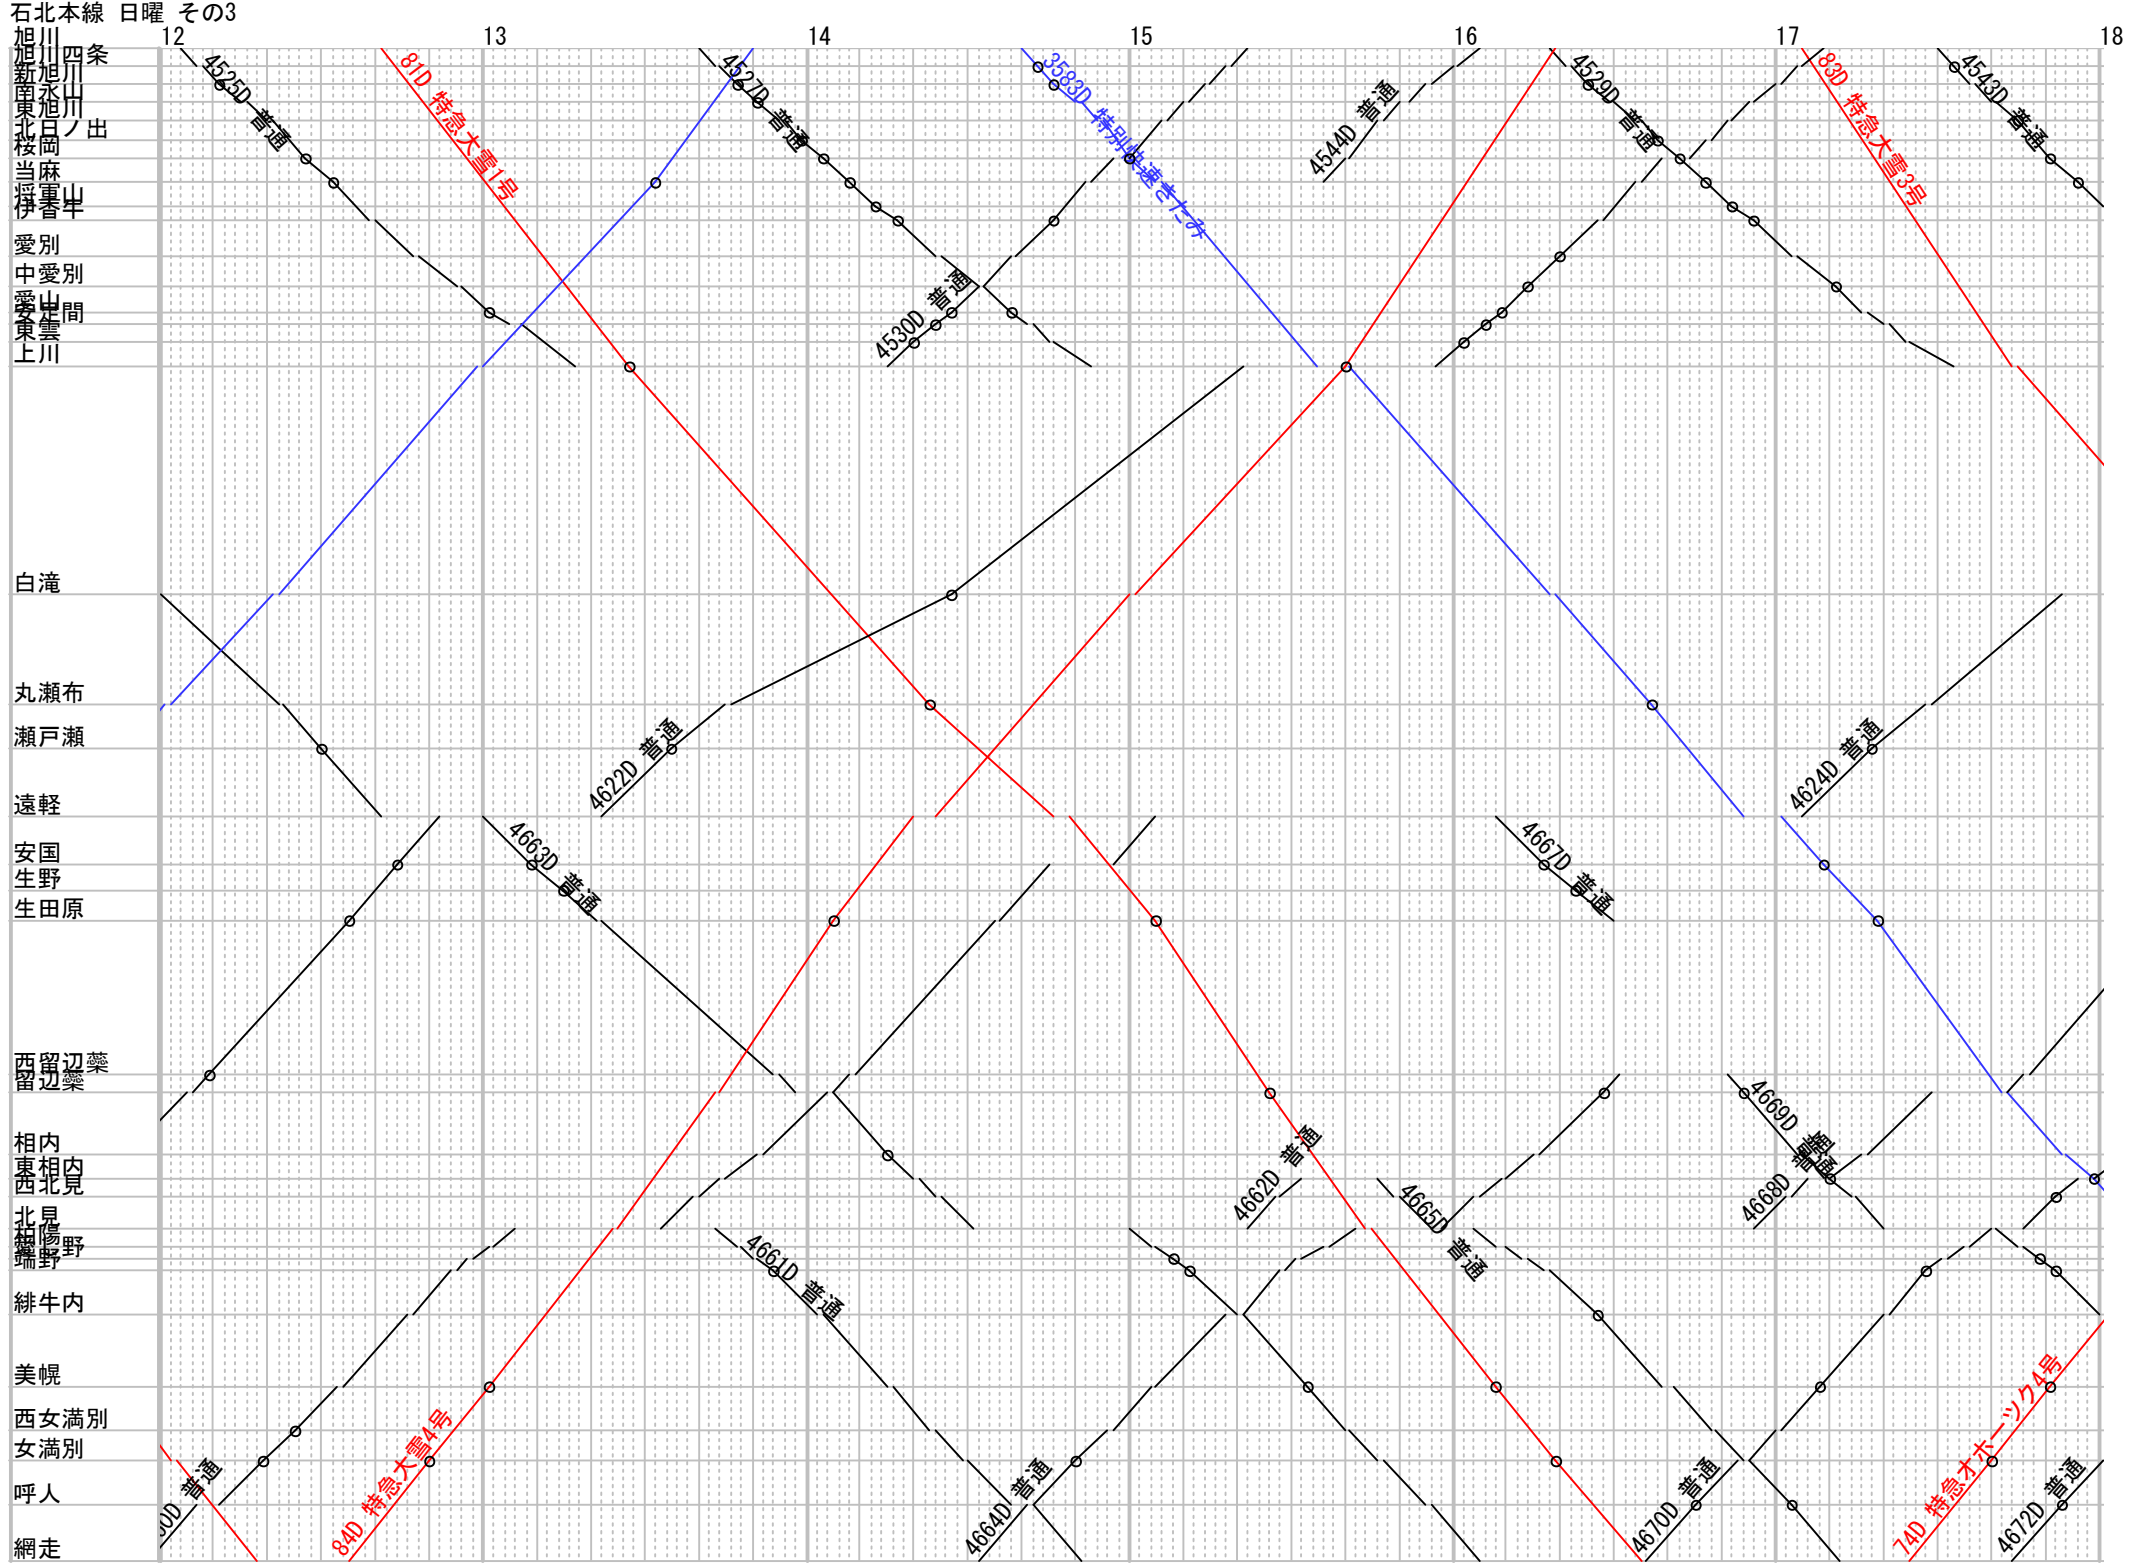 石北本線 日曜 その3
12 13 14 15 16 17 18
旭川
旭川四条
新旭川
南永山
東旭川
北日ノ出
桜岡
当麻
将軍山
伊香牛
愛別
中愛別
愛山
安足間
東雲
上川
白滝
丸瀬布
瀬戸瀬
遠軽
安国
生野
生田原
西留辺蘂
留辺蘂
相内
東相内
西北見
北見
柏陽
愛し野
端野
緋牛内
美幌
西女満別
女満別
呼人
網走
4525D 普通
81D 特急大雪1号
4527D 普通
3583D 特別快速きたみ
4544D 普通
4529D 普通
83D 特急大雪3号
4543D 普通
4530D 普通
4622D 普通
4624D 普通
4663D 普通
4667D 普通
4669D 普通
4662D 普通
4668D 普通
4665D 普通
4661D 普通
84D 特急大雪4号
4664D 普通
4670D 普通
74D 特急オホーツク4号
4672D 普通
0D 普通